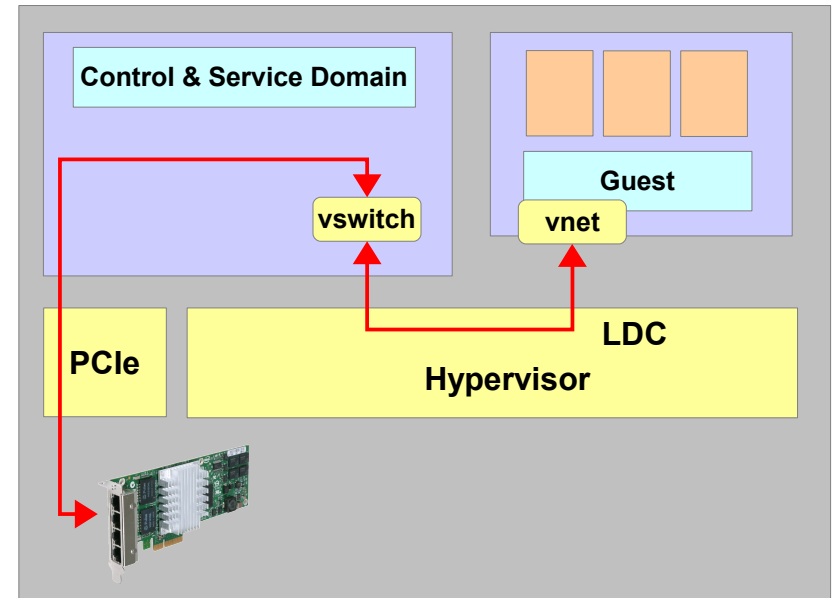 Control & Service Domain
Guest
vswitch
vnet
LDC
PCIe
Hypervisor